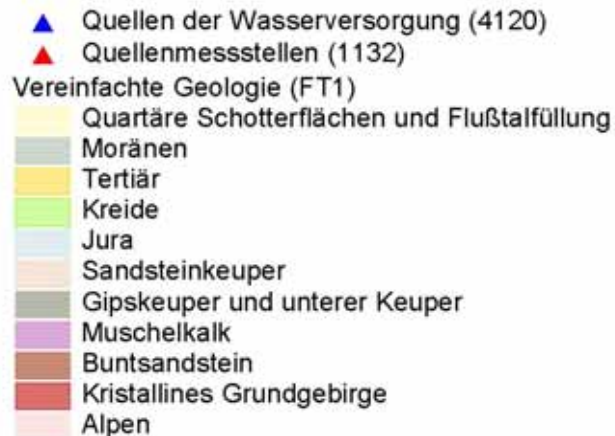 Quellen der Wasserversorgung (4120)
Quellenmessstellen (1132)
Vereinfachte Geologie (FT1)
Quartäre Schotterflächen und Flußtalfüllung
Moränen
Tertiär
Kreide
Jura
Sandsteinkeuper
Gipskeuper und unterer Keuper
Muschelkalk
Buntsandstein
Kristallines Grundgebirge
Alpen